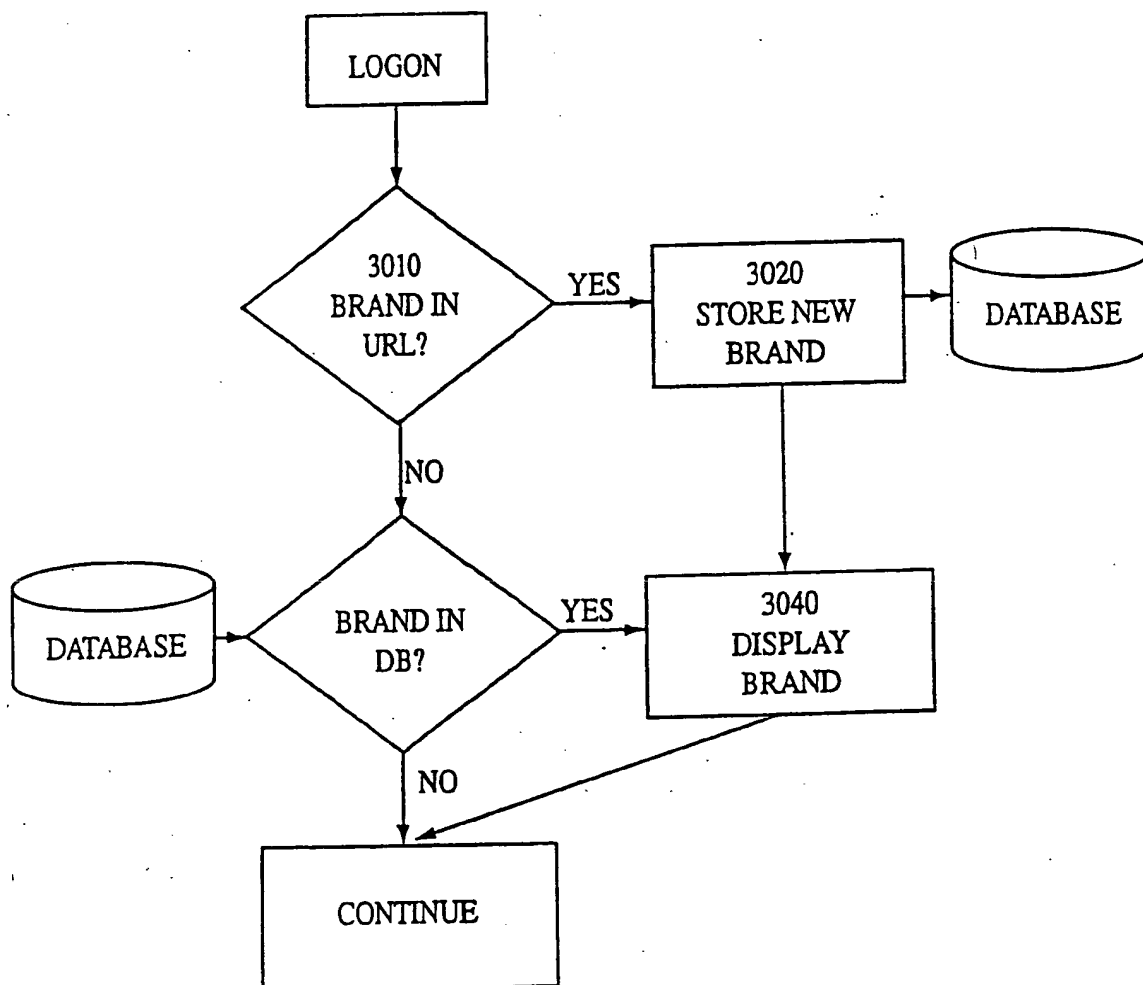 LOGON
3010
BRAND IN
URL?
YES
3020
STORE NEW
BRAND
DATABASE
NO
DATABASE
BRAND IN
DB?
YES
3040
DISPLAY
BRAND
NO
CONTINUE